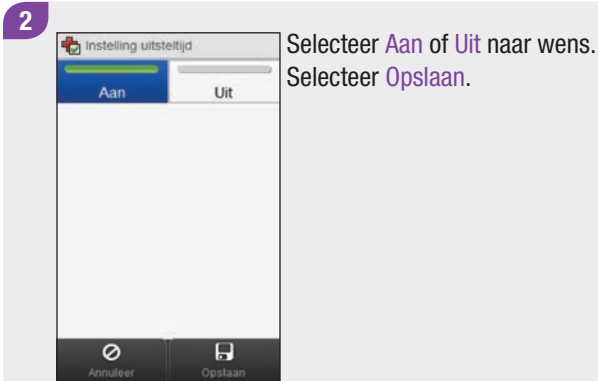 2
Instelling uitsteltijd
Aan
Uit
Annuleer
Opslaan
Selecteer Aan of Uit naar wens.
Selecteer Opslaan.